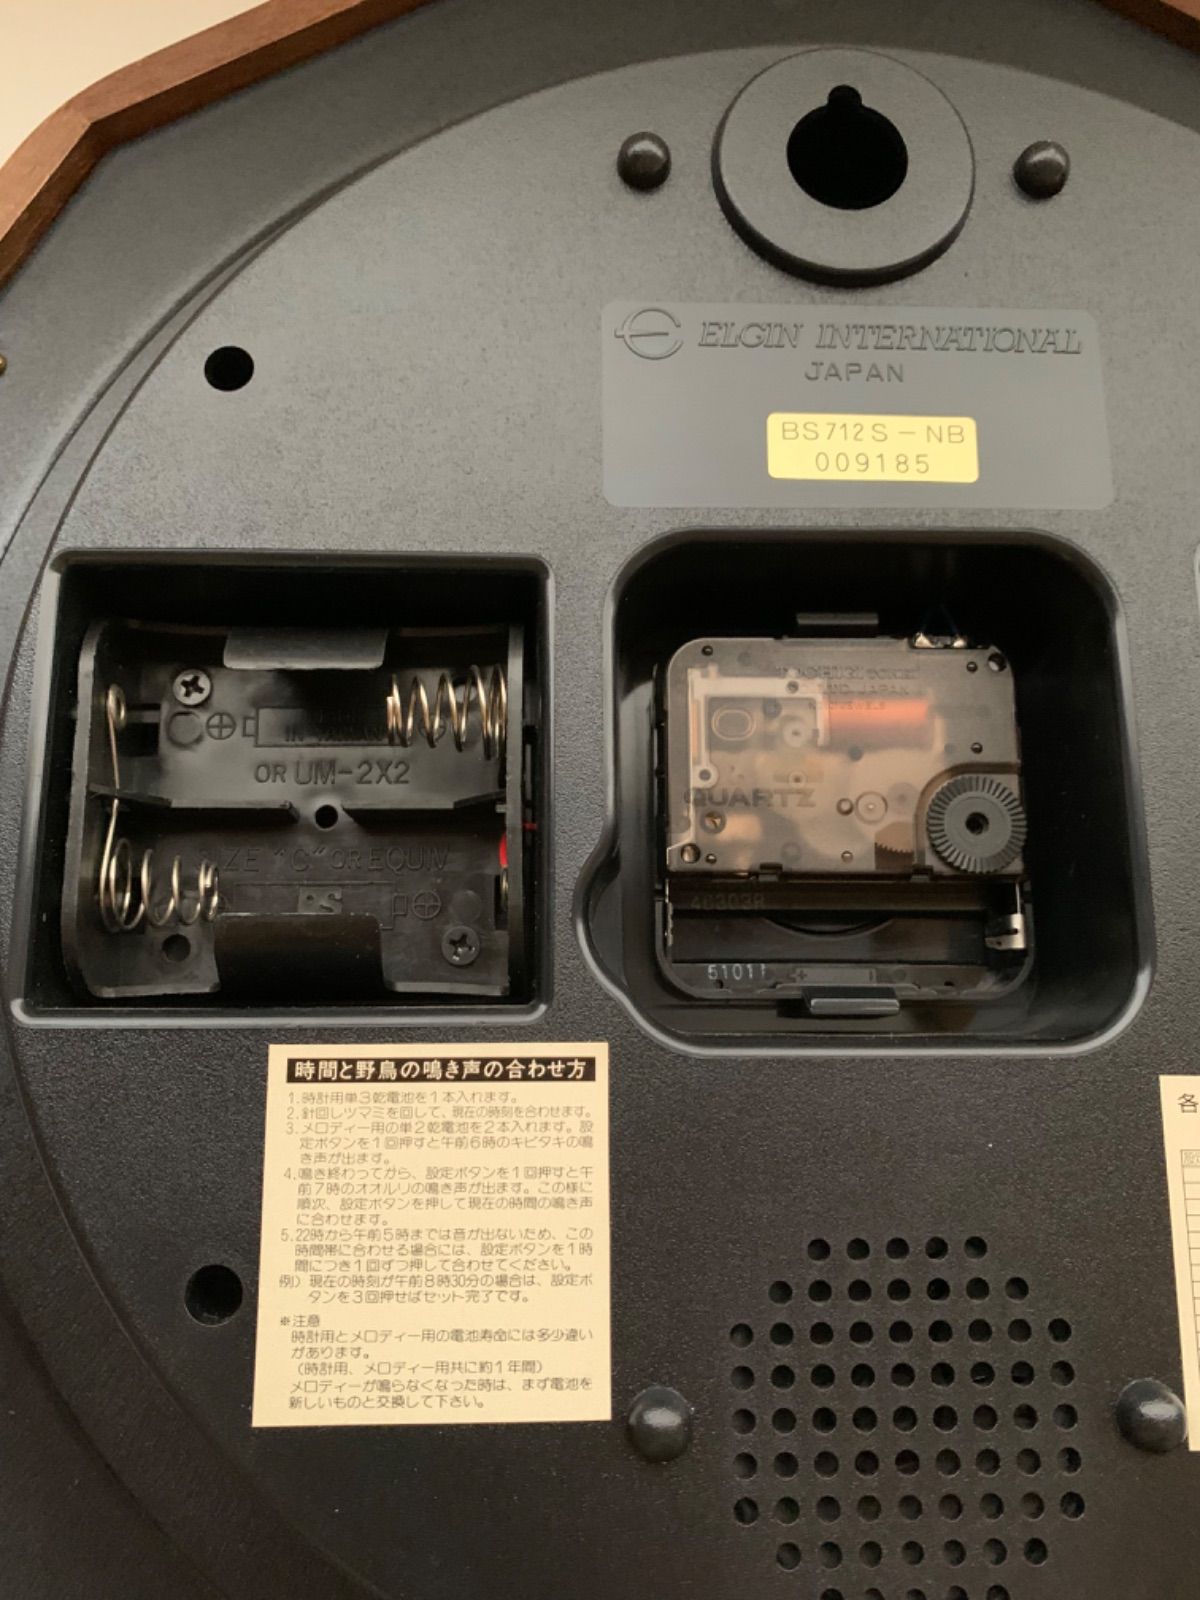 ELGIN INTERNATIONAL
JAPAN
BS712S-NB
009185
IN TAIWAN
OR UM-2X2
SIZE "C" OR EQUIV
PS
CO., LTD. JAPAN
QUARTZ
51011
+ -
時間と野鳥の鳴き声の合わせ方
1.時計用単3乾電池を1本入れます。
2.針回しツマミを回して、現在の時刻を合わせます。
3.メロディー用の単2乾電池を2本入れます。設
定ボタンを1回押すと午前6時のキビタキの鳴
き声が出ます。
4.鳴き終わってから、設定ボタンを1回押すと午
前7時のオオルリの鳴き声が出ます。この様に
順次、設定ボタンを押して現在の時間の鳴き声
に合わせます。
5.22時から午前5時までは音が出ないため、この
時間帯に合わせる場合には、設定ボタンを1時
間につき1回ずつ押して合わせてください。
例)現在の時刻が午前8時30分の場合は、設定ボ
タンを3回押せばセット完了です。
※注意
時計用とメロディー用の電池寿命には多少違い
があります。
(時計用、メロディー用共に約1年間)
メロディーが鳴らなくなった時は、まず電池を
新しいものと交換して下さい。
各